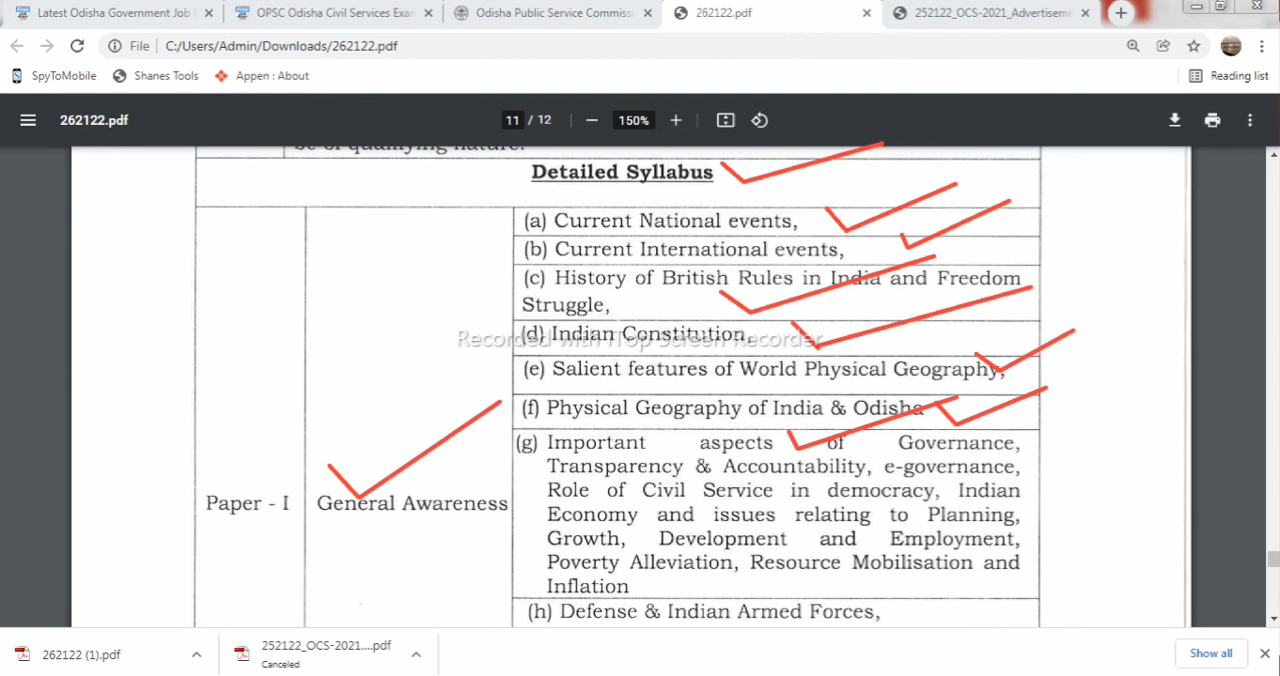 Latest Odisha Government Job
OPSC Odisha Civil Services Exam
Odisha Public Service Commiss
262122.pdf
252122_OCS-2021_Advertiseme
File
C:/Users/Admin/Downloads/262122.pdf
SpyToMobile
Shanes Tools
Appen : About
Reading list
262122.pdf
11 / 12
150%
be of qualifying nature.
Detailed Syllabus
(a) Current National events,
(b) Current International events,
(c) History of British Rules in India and Freedom
Struggle,
(d) Indian Constitution,
Recorded with iTop Screen Recorder
(e) Salient features of World Physical Geography,
(f) Physical Geography of India & Odisha
(g) Important aspects of Governance,
Transparency & Accountability, e-governance,
Role of Civil Service in democracy, Indian
Economy and issues relating to Planning,
Growth, Development and Employment,
Poverty Alleviation, Resource Mobilisation and
Inflation
Paper - I
General Awareness
(h) Defense & Indian Armed Forces,
262122 (1).pdf
252122_OCS-2021....pdf
Canceled
Show all